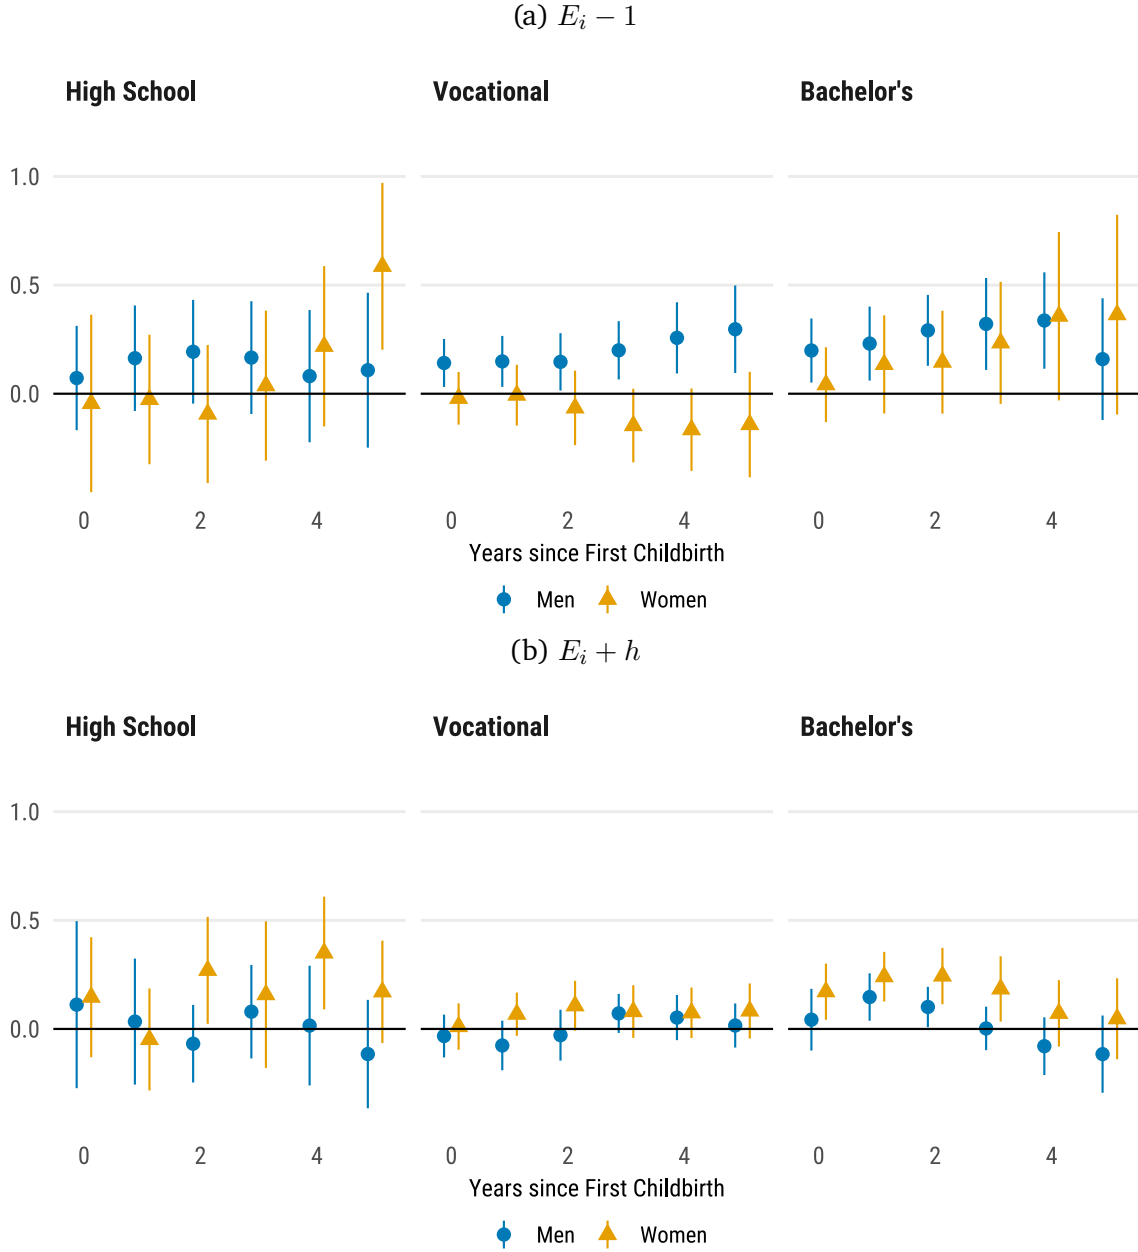 (a) E_i − 1
High School Vocational Bachelor's
1.0
0.5
0.0
0 2 4 0 2 4 0 2 4
Years since First Childbirth
Men Women
(b) E_i + h
High School Vocational Bachelor's
1.0
0.5
0.0
0 2 4 0 2 4 0 2 4
Years since First Childbirth
Men Women